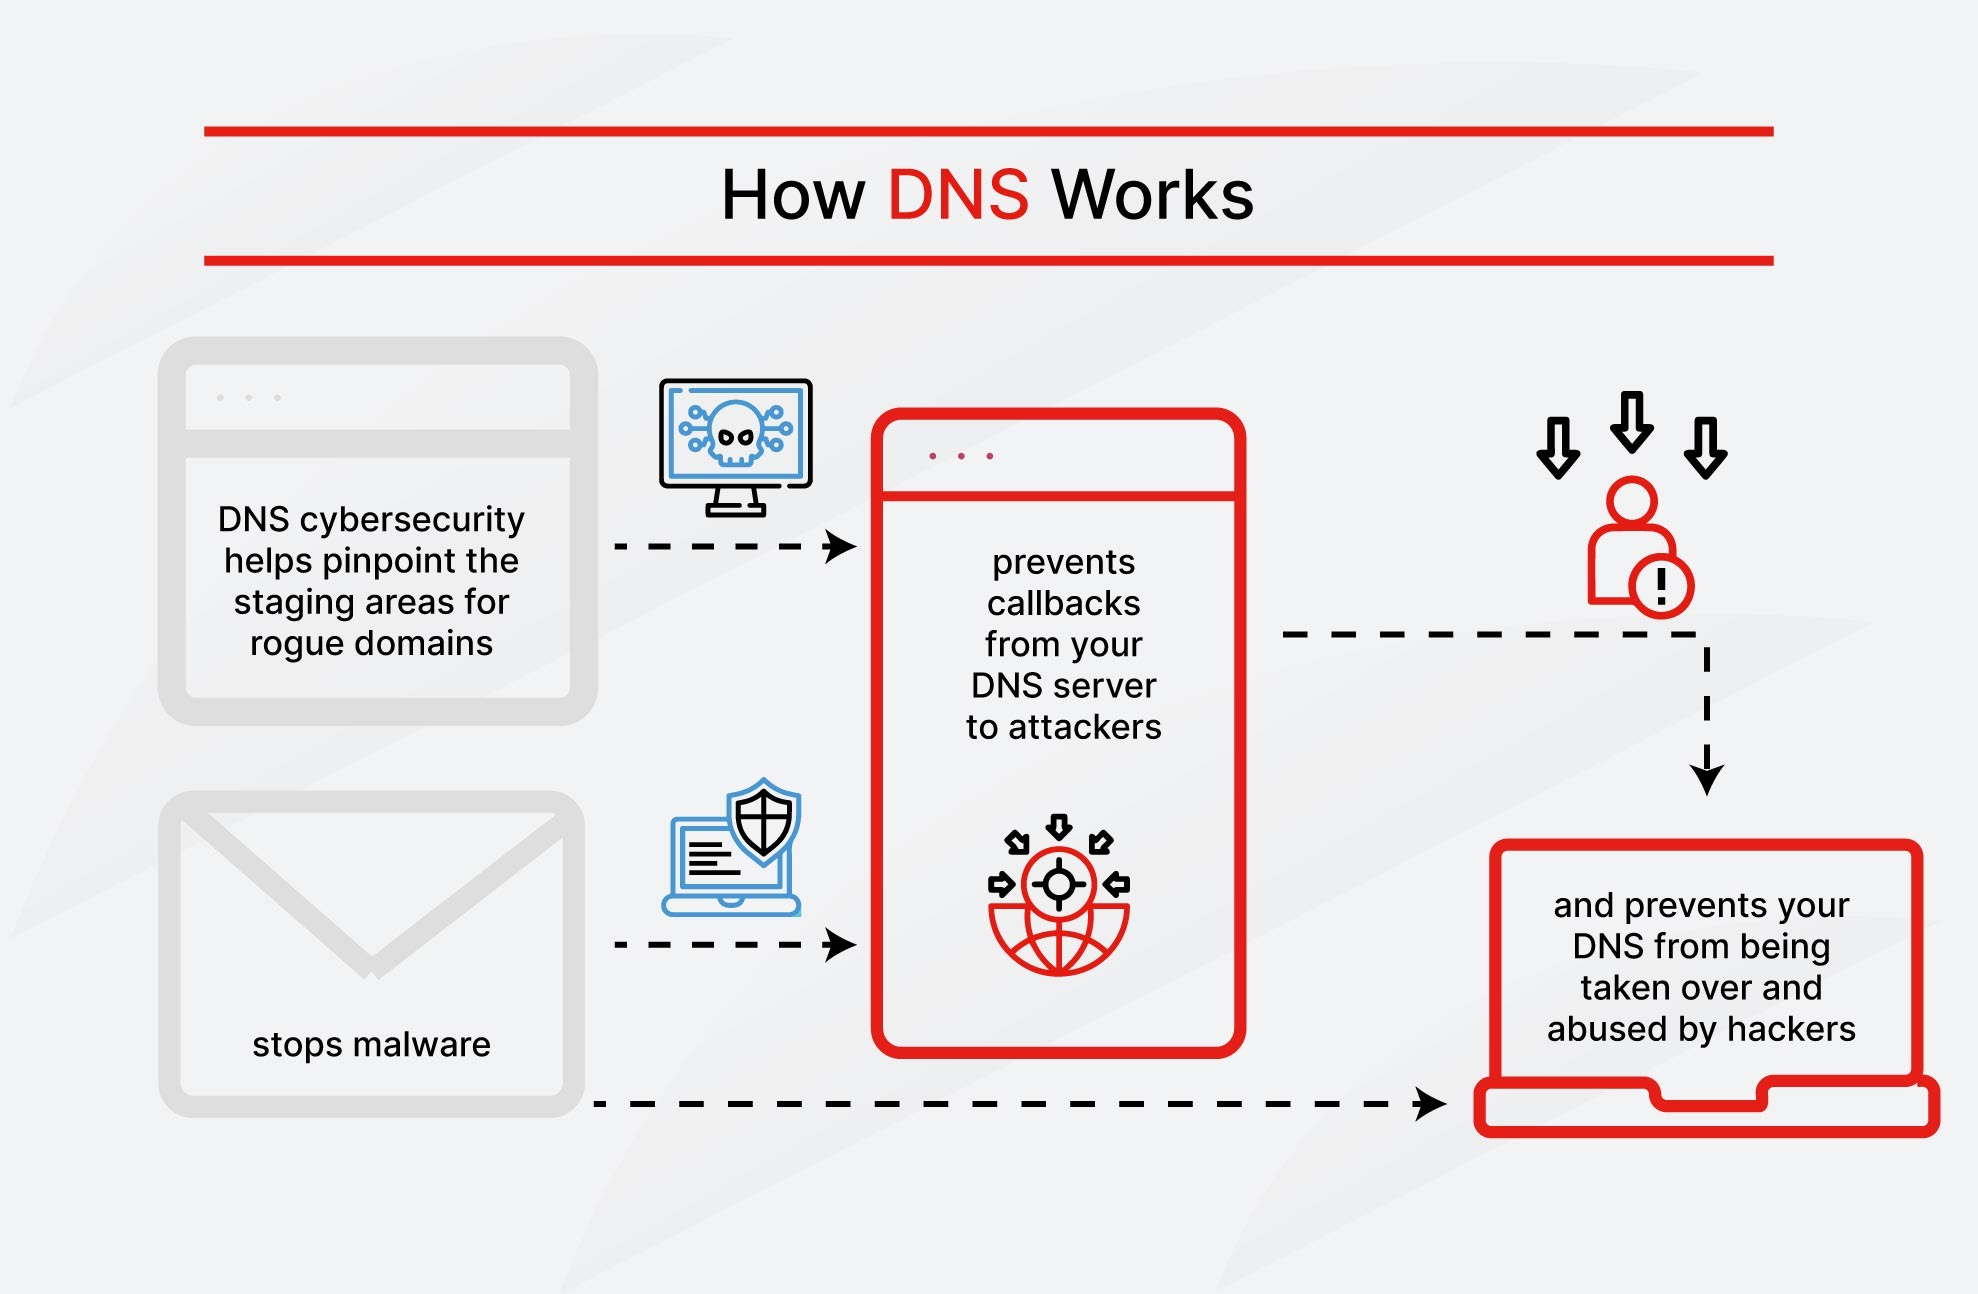 How DNS Works
DNS cybersecurity
helps pinpoint the
staging areas for
rogue domains
stops malware
prevents
callbacks
from your
DNS server
to attackers
!
and prevents your
DNS from being
taken over and
abused by hackers